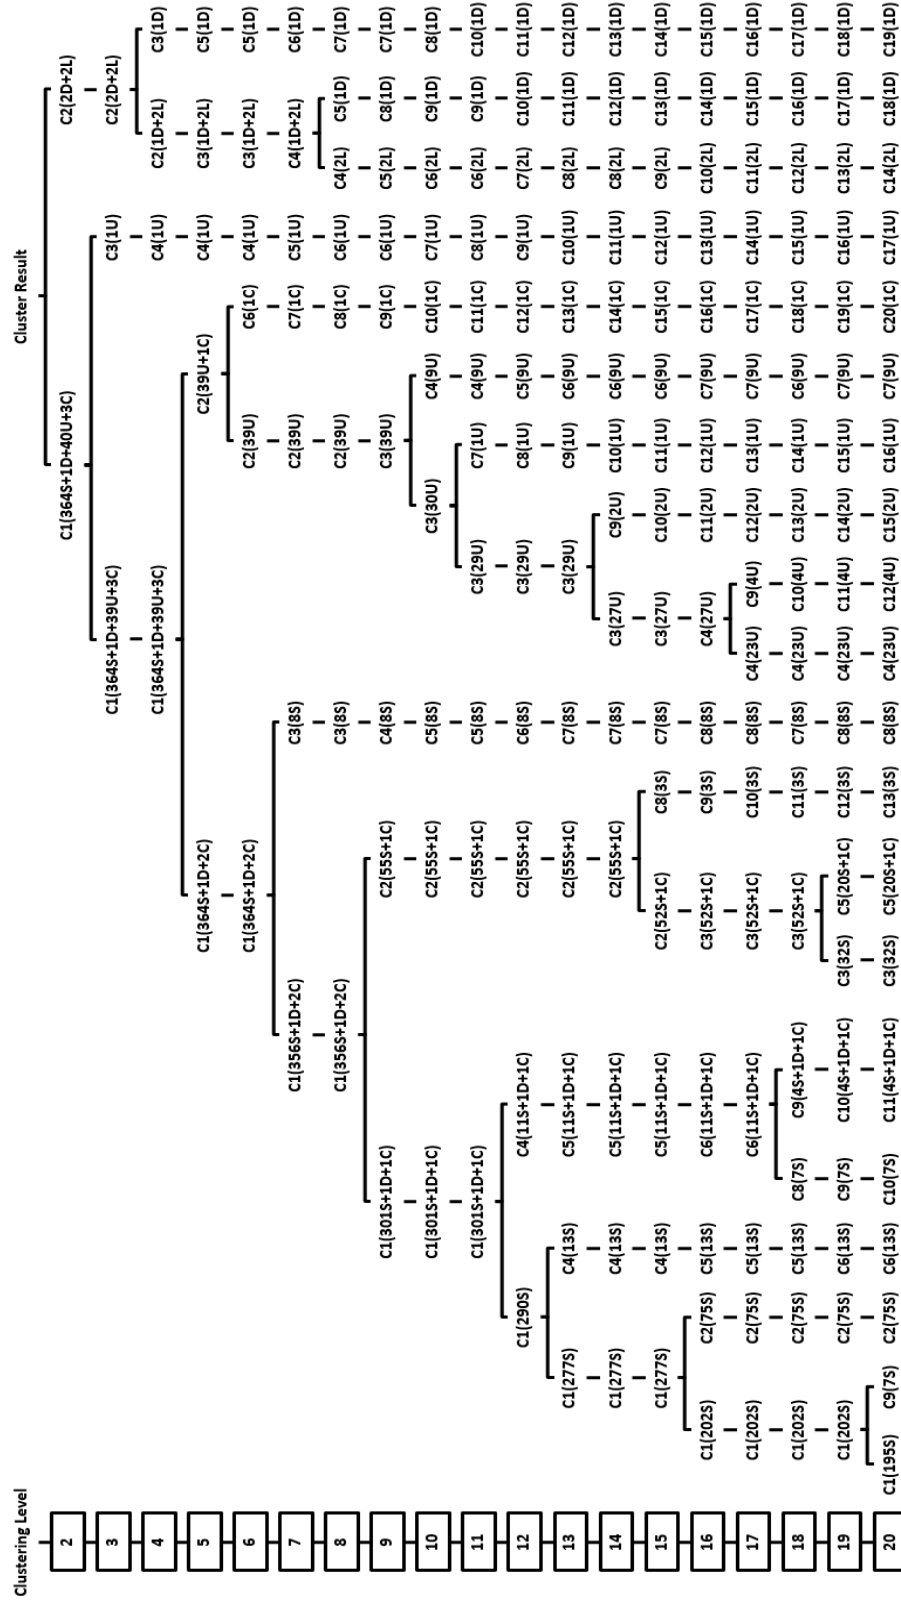 Clustering Level Cluster Result
2 C1(364S+1D+40U+3C) C2(2D+2L)
3 C1(364S+1D+39U+3C) C3(1U) C2(2D+2L)
4 C1(364S+1D+39U+3C) C4(1U) C2(1D+2L) C3(1D)
5 C1(364S+1D+2C) C2(39U+1C) C4(1U) C3(1D+2L) C5(1D)
6 C1(364S+1D+2C) C2(39U) C6(1C) C4(1U) C3(1D+2L) C5(1D)
7 C1(356S+1D+2C) C3(8S) C2(39U) C7(1C) C5(1U) C4(1D+2L) C6(1D)
8 C1(356S+1D+2C) C3(8S) C2(39U) C8(1C) C6(1U) C4(2L) C5(1D) C7(1D)
9 C1(301S+1D+1C) C2(55S+1C) C4(8S) C3(39U) C9(1C) C6(1U) C5(2L) C8(1D) C7(1D)
10 C1(301S+1D+1C) C2(55S+1C) C5(8S) C3(30U) C4(9U) C10(1C) C7(1U) C6(2L) C9(1D) C8(1D)
11 C1(301S+1D+1C) C2(55S+1C) C5(8S) C3(29U) C7(1U) C4(9U) C11(1C) C8(1U) C6(2L) C9(1D) C10(1D)
12 C1(290S) C4(11S+1D+1C) C2(55S+1C) C6(8S) C3(29U) C8(1U) C5(9U) C12(1C) C9(1U) C7(2L) C10(1D) C11(1D)
13 C1(277S) C4(13S) C5(11S+1D+1C) C2(55S+1C) C7(8S) C3(29U) C9(1U) C6(9U) C13(1C) C10(1U) C8(2L) C11(1D) C12(1D)
14 C1(277S) C4(13S) C5(11S+1D+1C) C2(55S+1C) C7(8S) C3(27U) C9(2U) C10(1U) C6(9U) C14(1C) C11(1U) C8(2L) C12(1D) C13(1D)
15 C1(277S) C4(13S) C5(11S+1D+1C) C2(52S+1C) C8(3S) C7(8S) C3(27U) C10(2U) C11(1U) C6(9U) C15(1C) C12(1U) C9(2L) C13(1D) C14(1D)
16 C1(202S) C2(75S) C5(13S) C6(11S+1D+1C) C3(52S+1C) C9(3S) C8(8S) C4(27U) C11(2U) C12(1U) C7(9U) C16(1C) C13(1U) C10(2L) C14(1D) C15(1D)
17 C1(202S) C2(75S) C5(13S) C6(11S+1D+1C) C3(52S+1C) C10(3S) C8(8S) C4(23U) C9(4U) C12(2U) C13(1U) C7(9U) C17(1C) C14(1U) C11(2L) C15(1D) C16(1D)
18 C1(202S) C2(75S) C5(13S) C8(7S) C9(4S+1D+1C) C3(52S+1C) C11(3S) C7(8S) C4(23U) C10(4U) C13(2U) C14(1U) C6(9U) C18(1C) C15(1U) C12(2L) C16(1D) C17(1D)
19 C1(202S) C2(75S) C6(13S) C9(7S) C10(4S+1D+1C) C3(32S) C5(20S+1C) C12(3S) C8(8S) C4(23U) C11(4U) C14(2U) C15(1U) C7(9U) C19(1C) C16(1U) C13(2L) C17(1D) C18(1D)
20 C1(195S) C9(7S) C2(75S) C6(13S) C10(7S) C11(4S+1D+1C) C3(32S) C5(20S+1C) C13(3S) C8(8S) C4(23U) C12(4U) C15(2U) C16(1U) C7(9U) C20(1C) C17(1U) C14(2L) C18(1D) C19(1D)